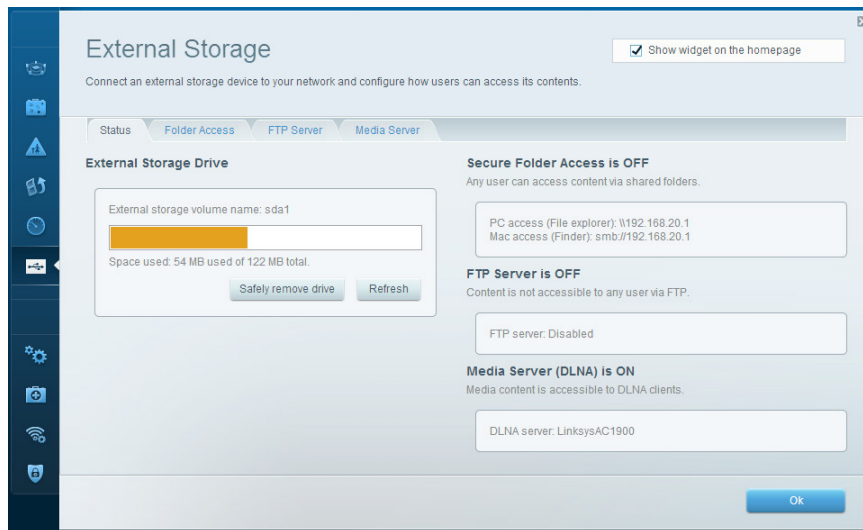 External Storage
Show widget on the homepage
Connect an external storage device to your network and configure how users can access its contents.
Status
Folder Access
FTP Server
Media Server
External Storage Drive
External storage volume name: sda1
Space used: 54 MB used of 122 MB total.
Safely remove drive
Refresh
Secure Folder Access is OFF
Any user can access content via shared folders.
PC access (File explorer): \\192.168.20.1
Mac access (Finder): smb://192.168.20.1
FTP Server is OFF
Content is not accessible to any user via FTP.
FTP server: Disabled
Media Server (DLNA) is ON
Media content is accessible to DLNA clients.
DLNA server: LinksysAC1900
Ok